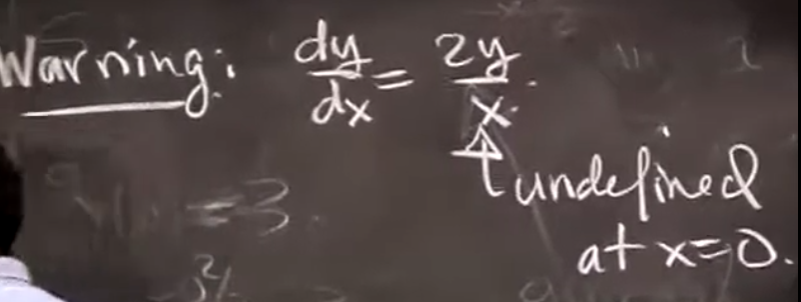 Warning: dy/dx = 2y/x.
undefined
at x=0.